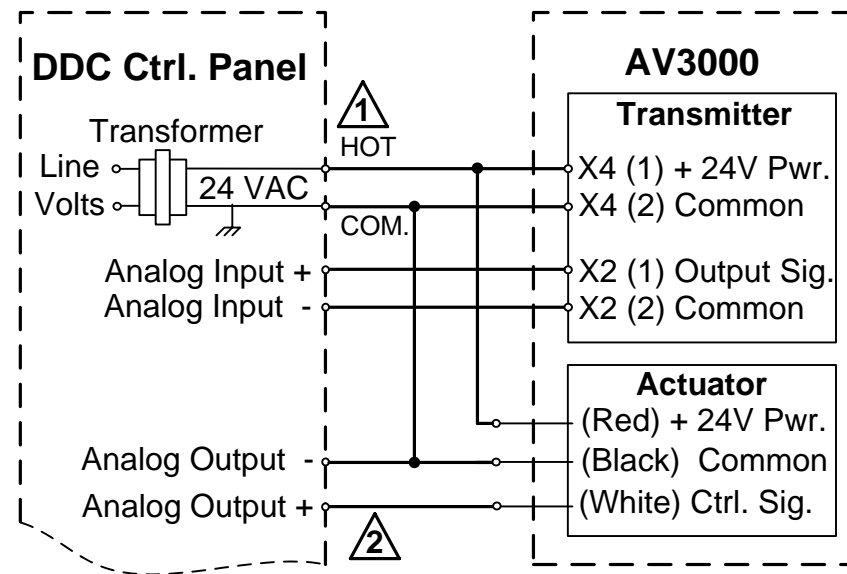 DDC Ctrl. Panel
Transformer
Line
Volts
24 VAC
Analog Input +
Analog Input -
Analog Output -
Analog Output +
1
HOT
COM.
2
AV3000
Transmitter
X4 (1) + 24V Pwr.
X4 (2) Common
X2 (1) Output Sig.
X2 (2) Common
Actuator
(Red) + 24V Pwr.
(Black) Common
(White) Ctrl. Sig.